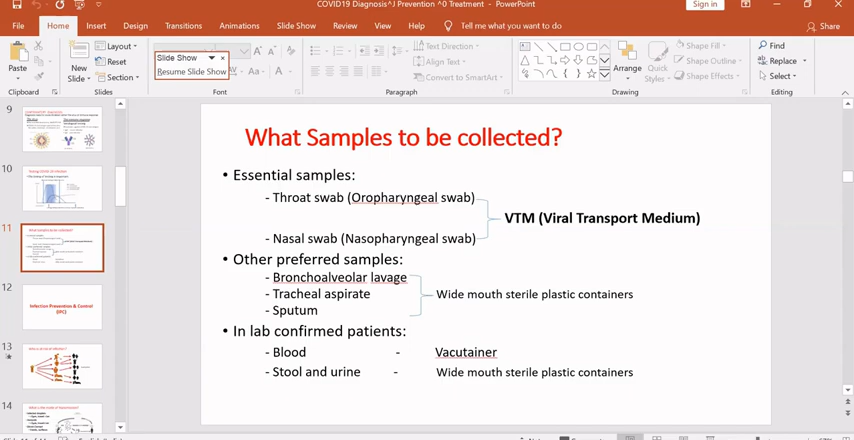 COVID19 Diagnosis^J Prevention ^0 Treatment - PowerPoint
Sign in
File Home Insert Design Transitions Animations Slide Show Review View Help Tell me what you want to do Share
Paste
New Slide
Layout
Reset
Section
Slide Show
Resume Slide Show
Text Direction
Align Text
Convert to SmartArt
Arrange
Quick Styles
Shape Fill
Shape Outline
Shape Effects
Find
Replace
Select
Clipboard Slides Paragraph Drawing Editing
9
10
11
12
Infection Prevention & Control
(IPC)
13
14
What Samples to be collected?
• Essential samples:
- Throat swab (Oropharyngeal swab)
VTM (Viral Transport Medium)
- Nasal swab (Nasopharyngeal swab)
• Other preferred samples:
- Bronchoalveolar lavage
- Tracheal aspirate Wide mouth sterile plastic containers
- Sputum
• In lab confirmed patients:
- Blood - Vacutainer
- Stool and urine - Wide mouth sterile plastic containers